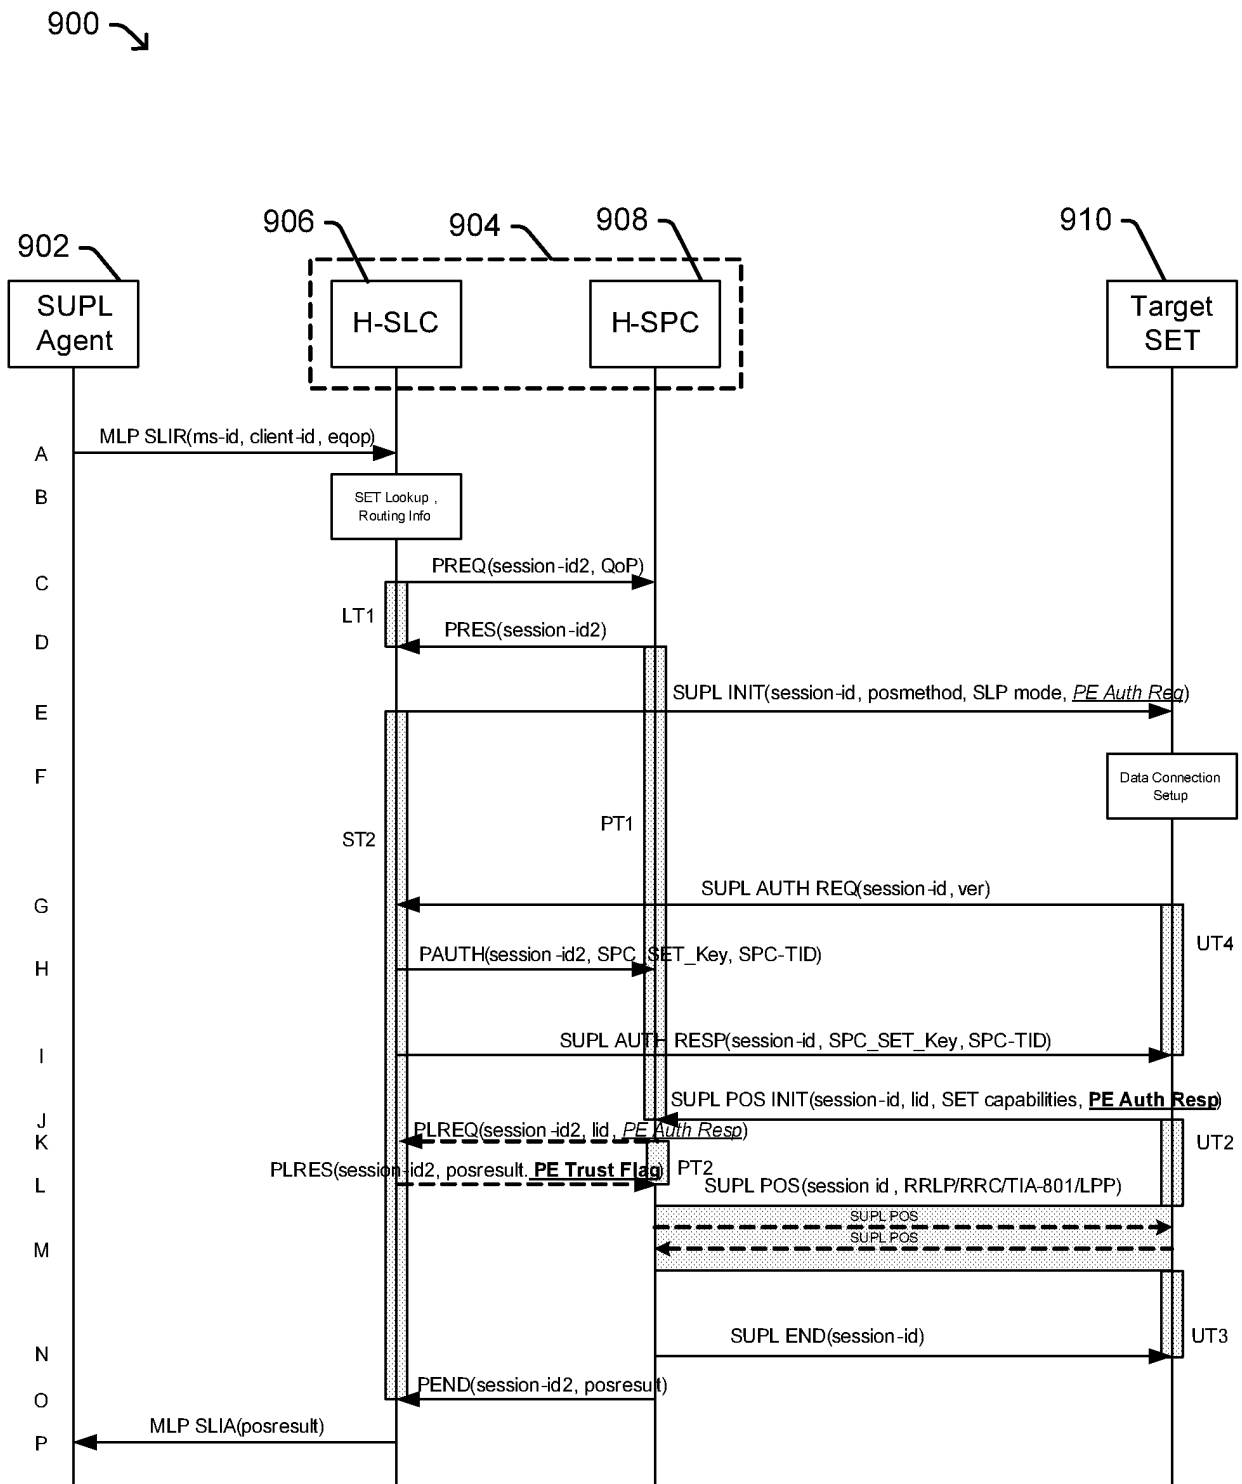 900
906
904
908
910
902
SUPL
Agent
H-SLC
H-SPC
Target
SET
A
MLP SLIR(ms-id, client-id, eqop)
B
SET Lookup,
Routing Info
C
PREQ(session-id2, QoP)
LT1
D
PRES(session-id2)
E
SUPL INIT(session-id, posmethod, SLP mode, PE Auth Req)
F
Data Connection
Setup
PT1
ST2
G
SUPL AUTH REQ(session-id, ver)
UT4
H
PAUTH(session-id2, SPC_SET_Key, SPC-TID)
I
SUPL AUTH RESP(session-id, SPC_SET_Key, SPC-TID)
J
SUPL POS INIT(session-id, lid, SET capabilities, PE Auth Resp)
K
PLREQ(session-id2, lid, PE Auth Resp)
UT2
PLRES(session-id2, posresult. PE Trust Flag)
PT2
L
SUPL POS(session id, RRLP/RRC/TIA-801/LPP)
SUPL POS
SUPL POS
M
SUPL END(session-id)
UT3
N
PEND(session-id2, posresult)
O
MLP SLIA(posresult)
P